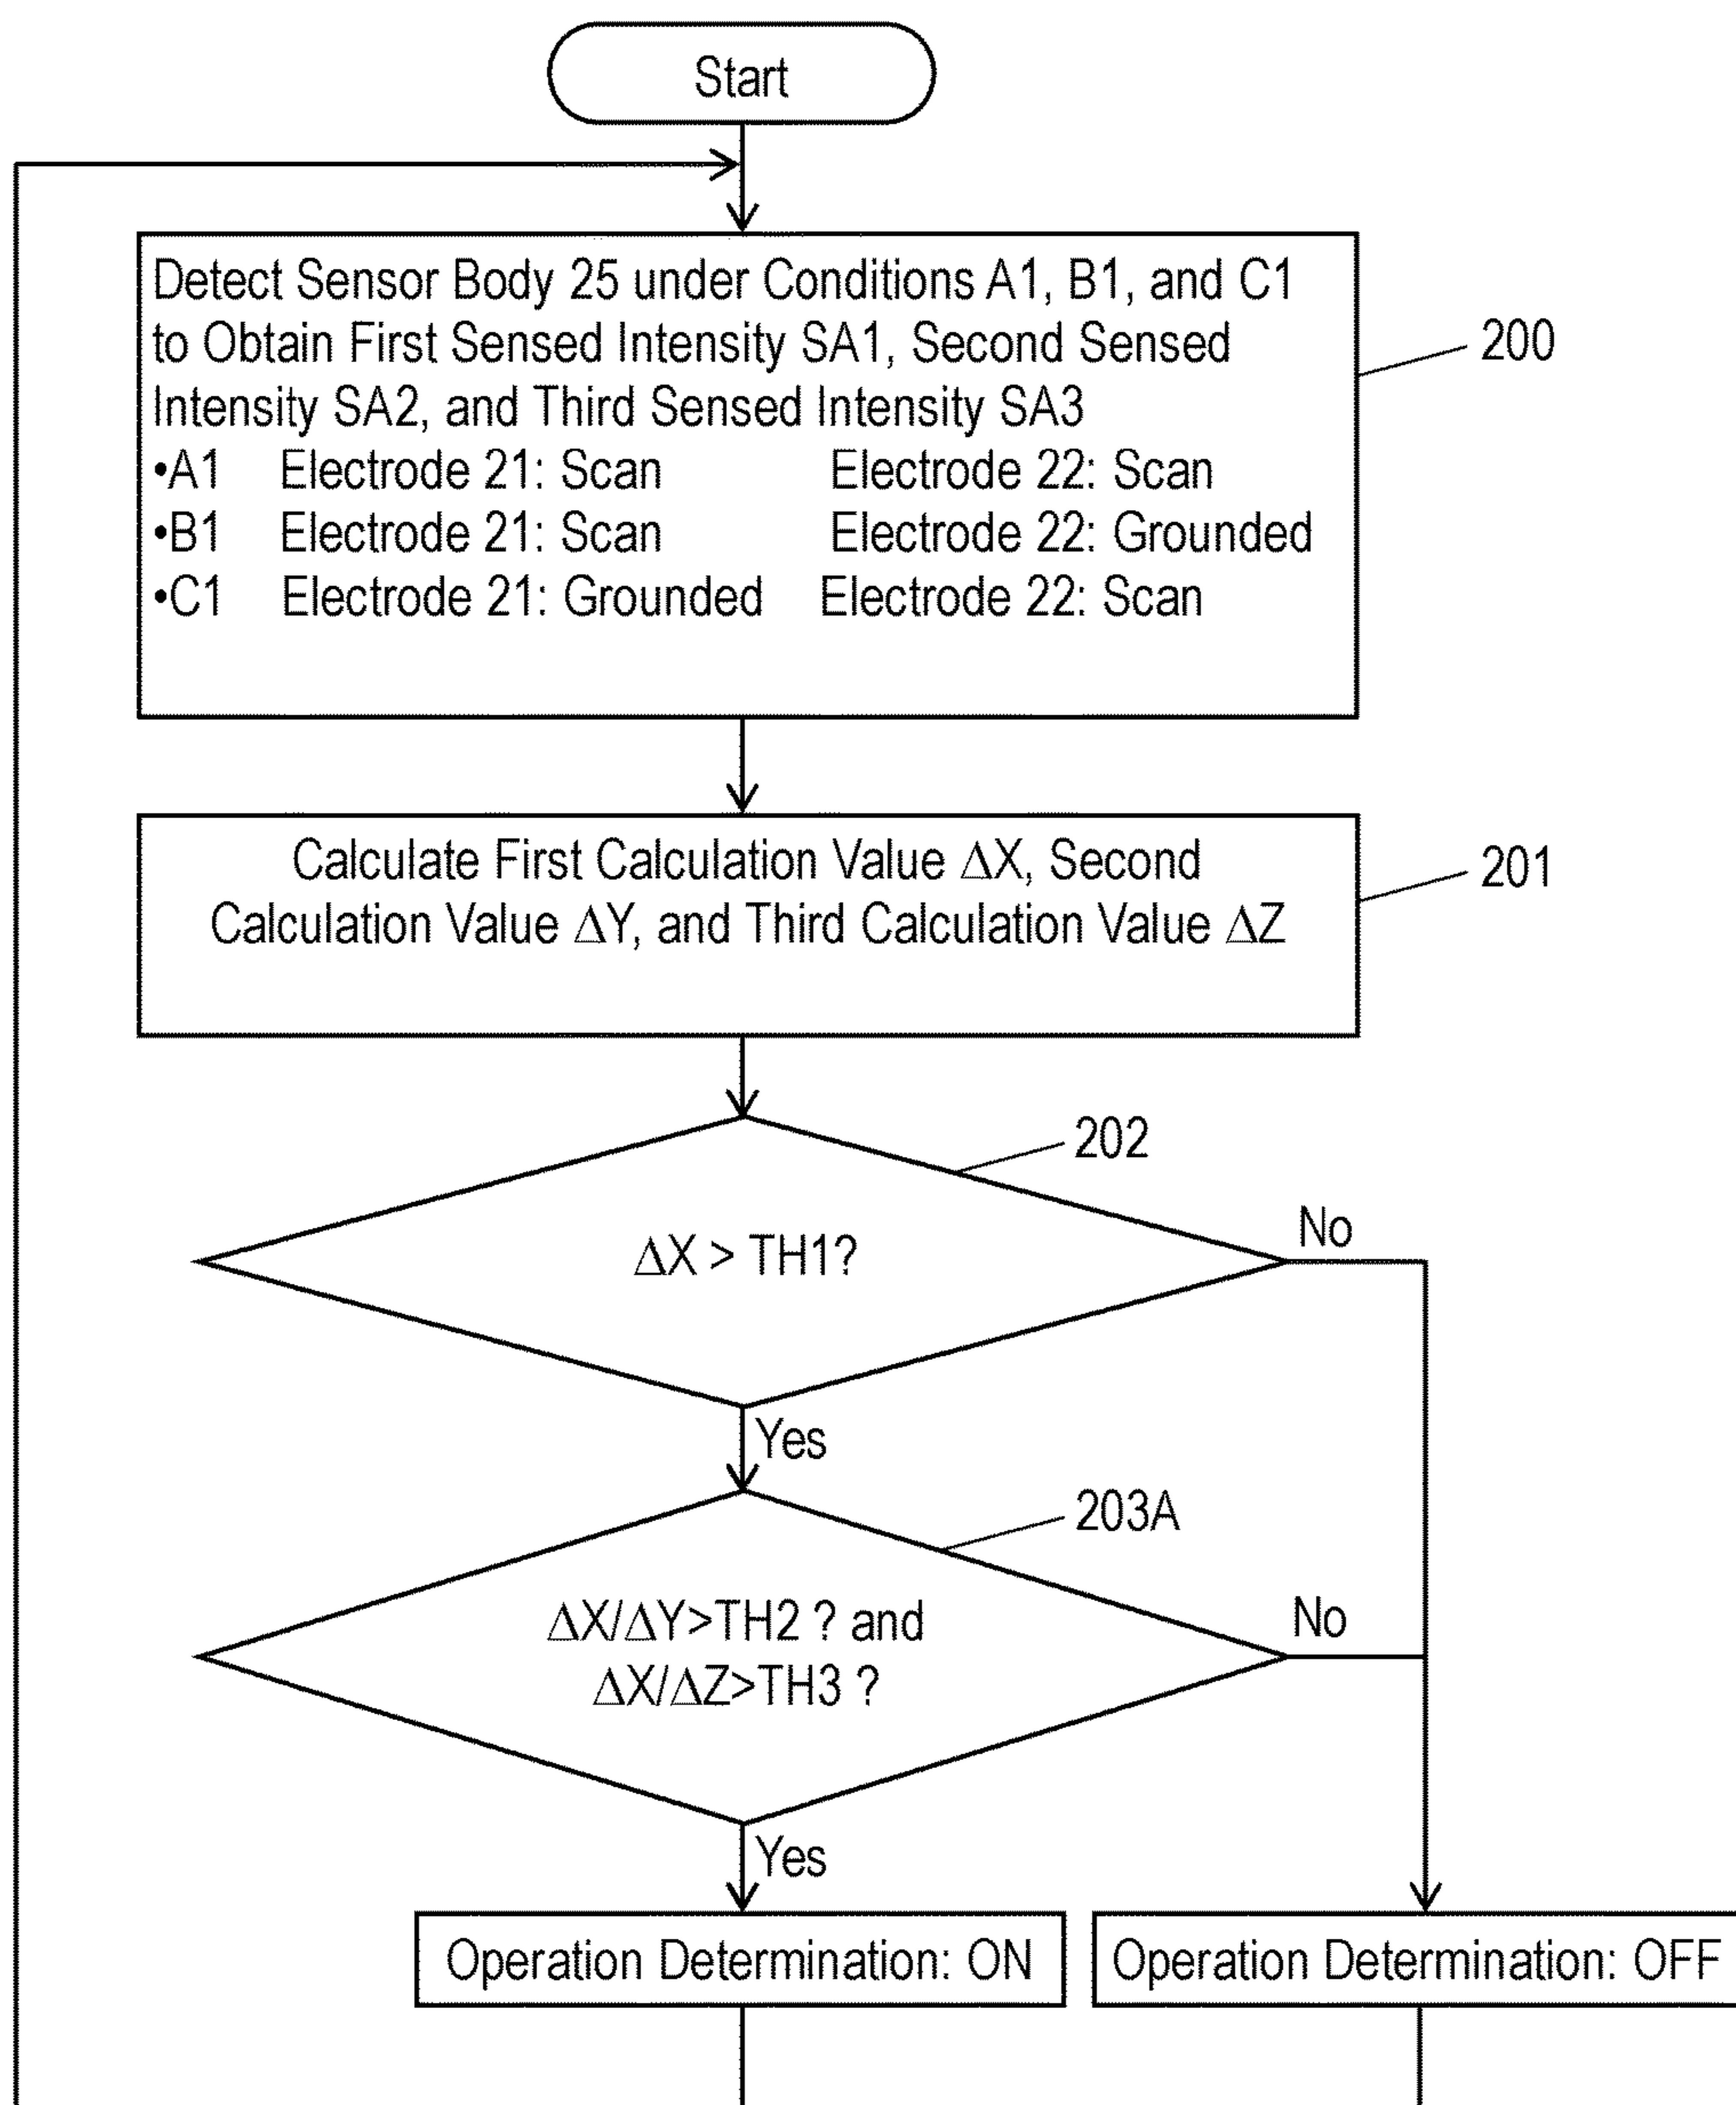 Start
Detect Sensor Body 25 under Conditions A1, B1, and C1
to Obtain First Sensed Intensity SA1, Second Sensed
Intensity SA2, and Third Sensed Intensity SA3
•A1 Electrode 21: Scan Electrode 22: Scan
•B1 Electrode 21: Scan Electrode 22: Grounded
•C1 Electrode 21: Grounded Electrode 22: Scan
200
Calculate First Calculation Value ΔX, Second
Calculation Value ΔY, and Third Calculation Value ΔZ
201
202
ΔX > TH1?
No
Yes
203A
ΔX/ΔY>TH2 ? and
ΔX/ΔZ>TH3 ?
No
Yes
Operation Determination: ON
Operation Determination: OFF